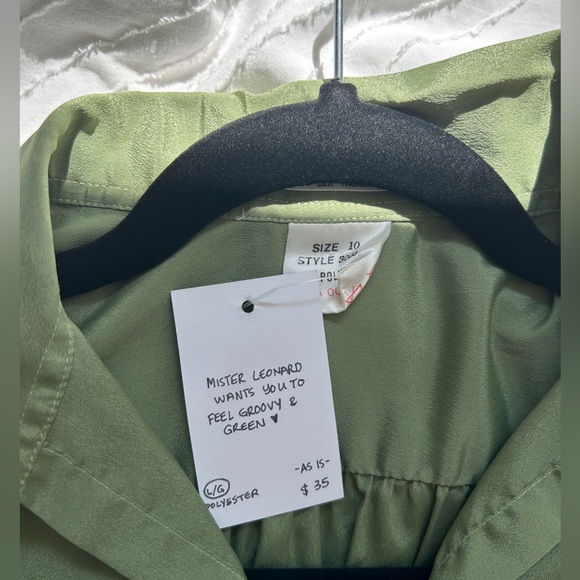 SIZE 10
STYLE
MISTER LEONARD
WANTS YOU TO
FEEL GROOVY &
GREEN ♥
-AS IS-
L/G
$35
POLYESTER